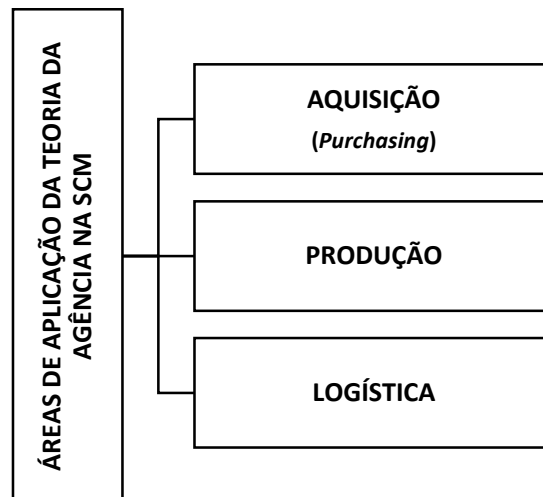 ÁREAS DE APLICAÇÃO DA TEORIA DA
AGÊNCIA NA SCM
AQUISIÇÃO
(Purchasing)
PRODUÇÃO
LOGÍSTICA